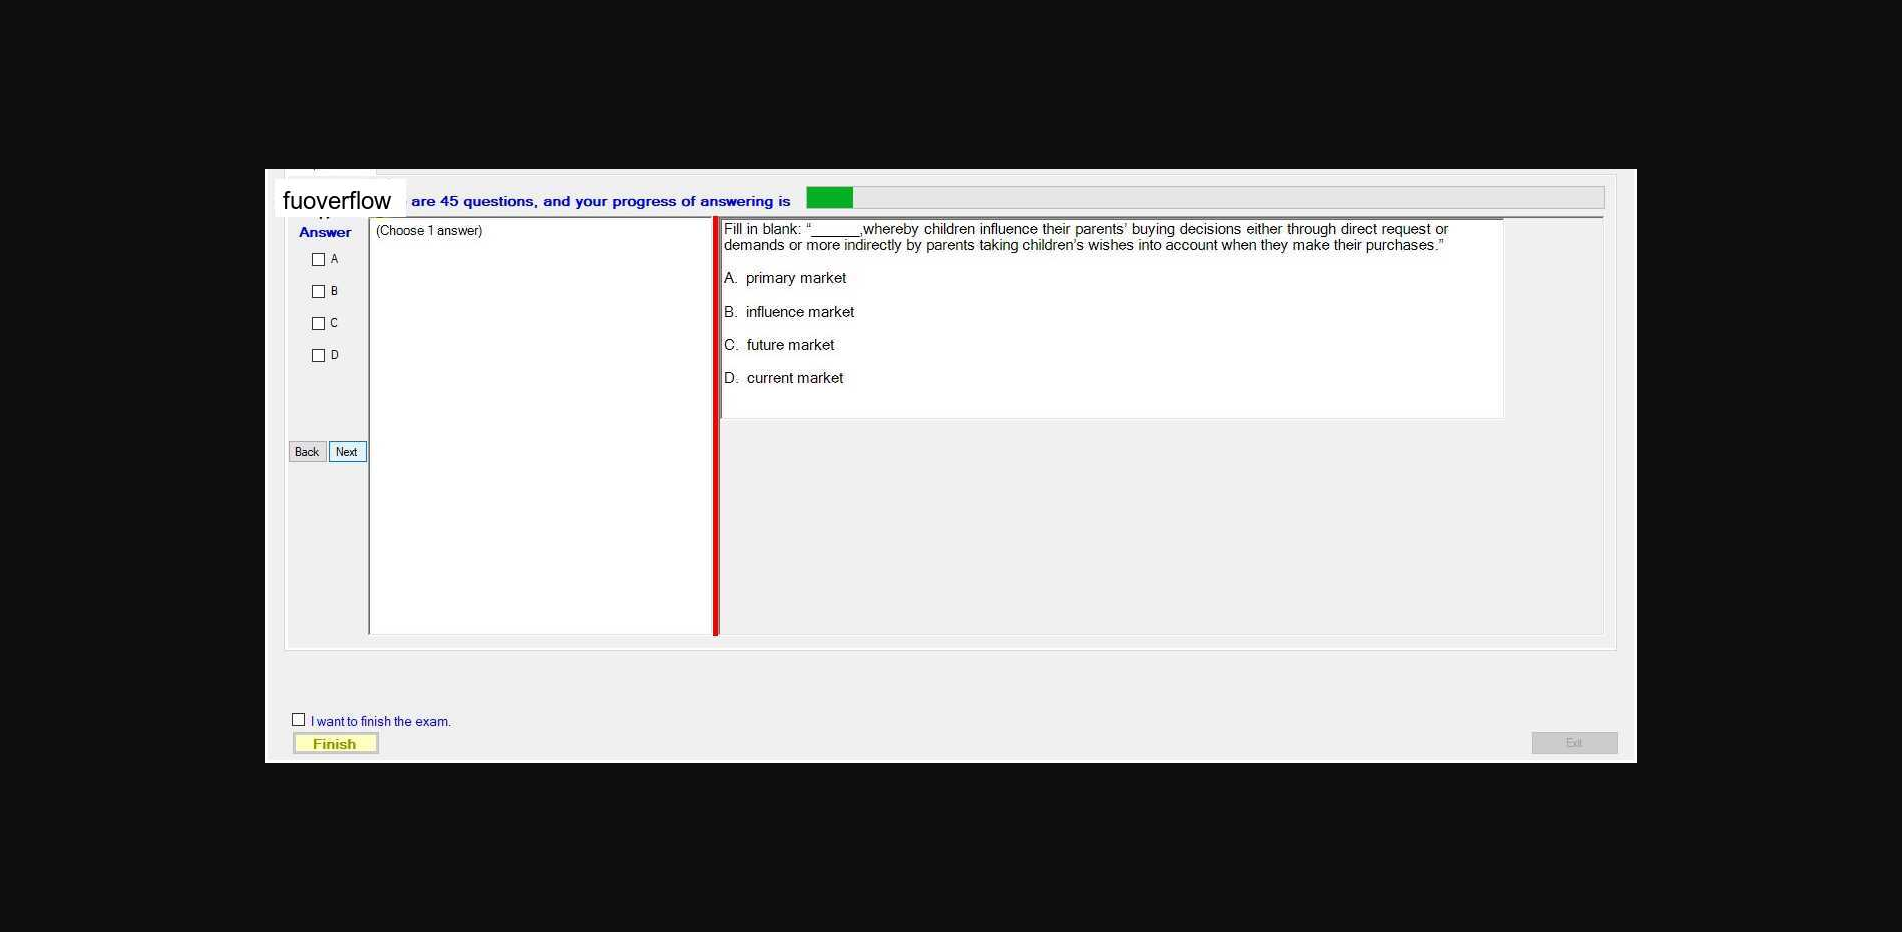 fuoverflow are 45 questions, and your progress of answering is
Answer
(Choose 1 answer)
A
B
C
D
Back Next
Fill in blank: “______,whereby children influence their parents’ buying decisions either through direct request or
demands or more indirectly by parents taking children’s wishes into account when they make their purchases.”
A. primary market
B. influence market
C. future market
D. current market
I want to finish the exam.
Finish
Exit